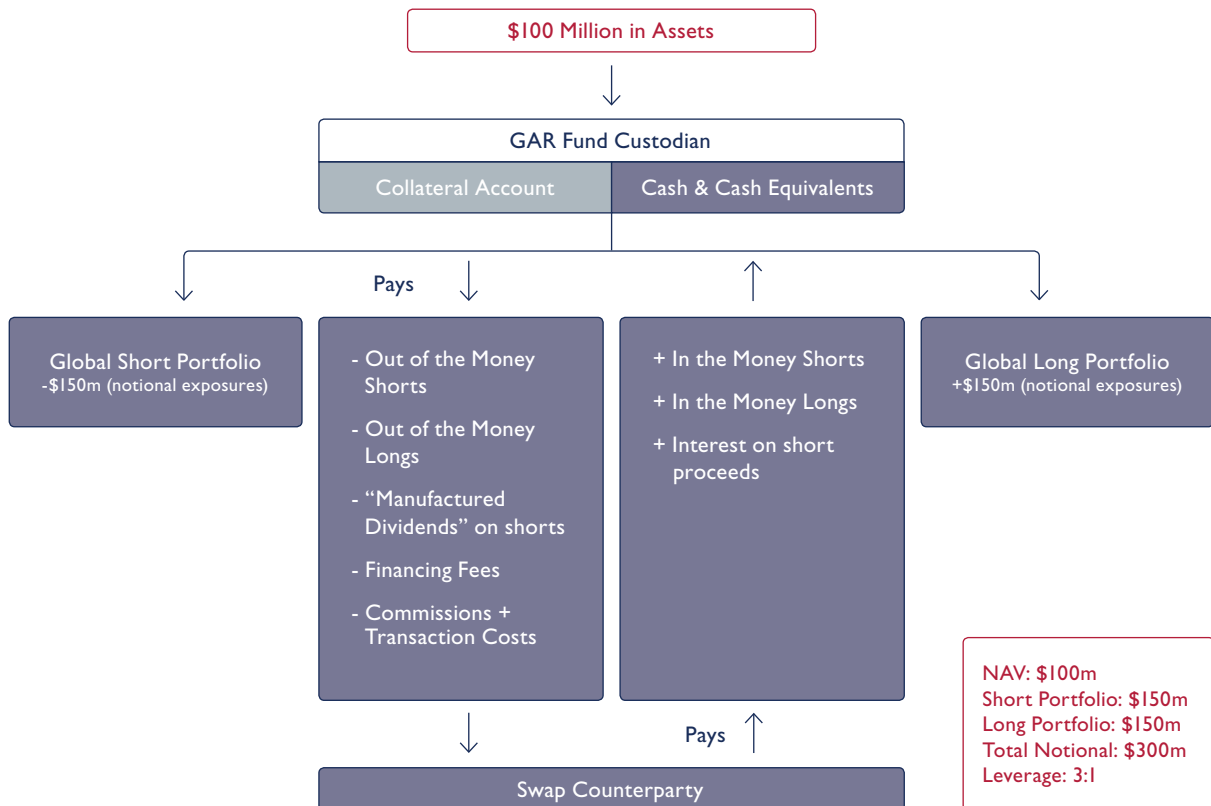 $100 Million in Assets
GAR Fund Custodian
Collateral Account
Cash & Cash Equivalents
Pays
Global Short Portfolio
-$150m (notional exposures)
- Out of the Money
Shorts
- Out of the Money
Longs
- “Manufactured
Dividends” on shorts
- Financing Fees
- Commissions +
Transaction Costs
+ In the Money Shorts
+ In the Money Longs
+ Interest on short
proceeds
Global Long Portfolio
+$150m (notional exposures)
Pays
Swap Counterparty
NAV: $100m
Short Portfolio: $150m
Long Portfolio: $150m
Total Notional: $300m
Leverage: 3:1